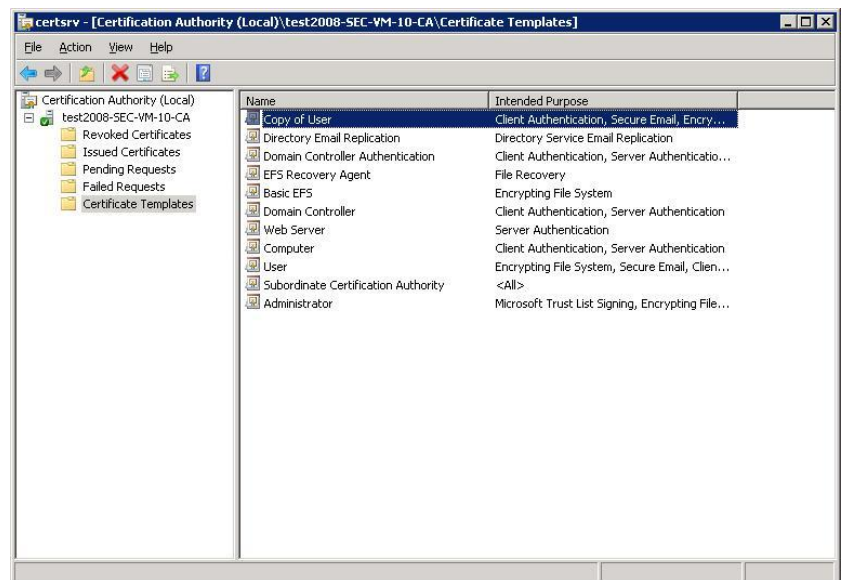 certsrv - [Certification Authority (Local)\test2008-SEC-VM-10-CA\Certificate Templates]
File Action View Help
Certification Authority (Local)
test2008-SEC-VM-10-CA
Revoked Certificates
Issued Certificates
Pending Requests
Failed Requests
Certificate Templates
Name Intended Purpose
Copy of User Client Authentication, Secure Email, Encry...
Directory Email Replication Directory Service Email Replication
Domain Controller Authentication Client Authentication, Server Authenticatio...
EFS Recovery Agent File Recovery
Basic EFS Encrypting File System
Domain Controller Client Authentication, Server Authentication
Web Server Server Authentication
Computer Client Authentication, Server Authentication
User Encrypting File System, Secure Email, Clien...
Subordinate Certification Authority <All>
Administrator Microsoft Trust List Signing, Encrypting File...